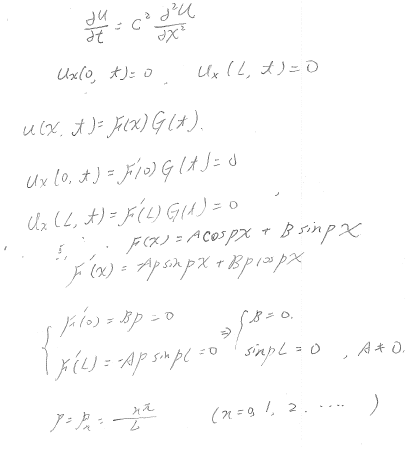 ∂u/∂t = c² ∂²u/∂x²
Ux(0, t) = 0 , Ux(L, t) = 0
u(x, t) = F(x) G(t).
Ux(0, t) = F'(0) G(t) = 0
Ux(L, t) = F'(L) G(t) = 0 ,
F(x) = A cos px + B sin px
F'(x) = -Ap sin px + Bp cos px
{ F'(0) = Bp = 0 ⇒ { B = 0.
F'(L) = -Ap sin pL = 0 sin pL = 0 , A ≠ 0.
p = pₙ = nπ/L (n = 0, 1, 2, .... )